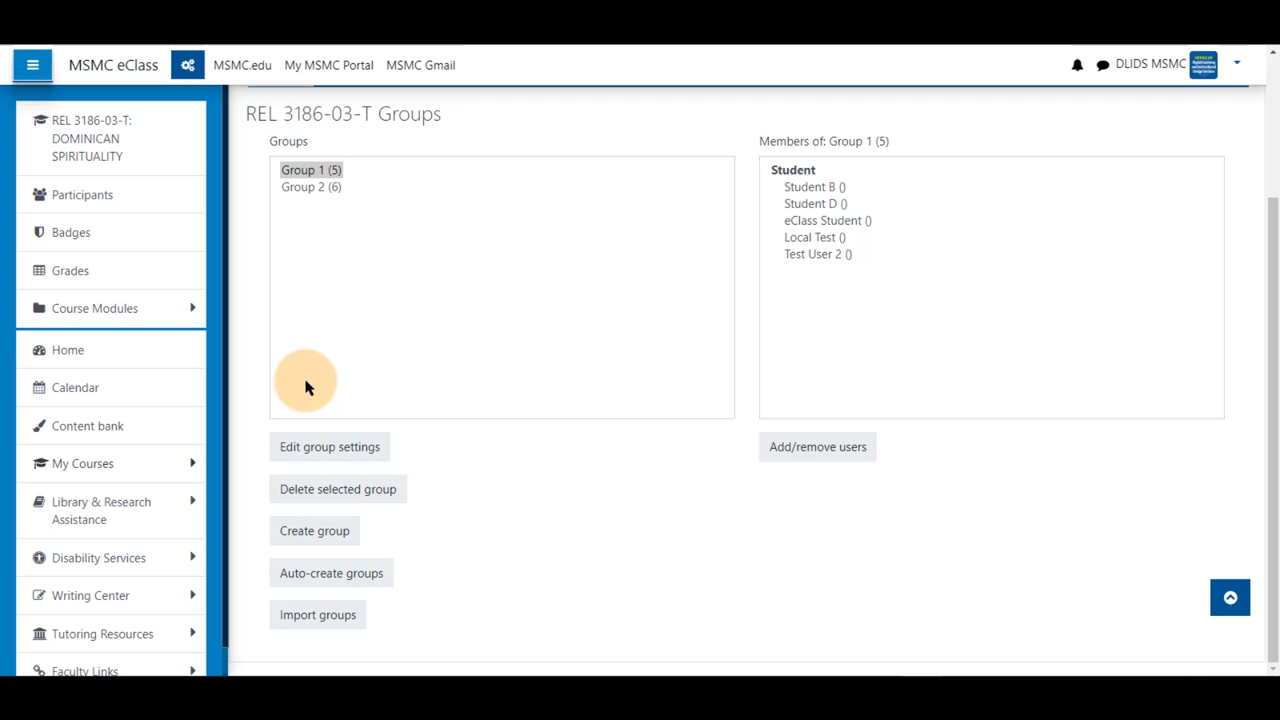 MSMC eClass
MSMC.edu
My MSMC Portal
MSMC Gmail
DLIDS MSMC
REL 3186-03-T:
DOMINICAN
SPIRITUALITY
Participants
Badges
Grades
Course Modules
Home
Calendar
Content bank
My Courses
Library & Research
Assistance
Disability Services
Writing Center
Tutoring Resources
Faculty Links
REL 3186-03-T Groups
Groups
Group 1 (5)
Group 2 (6)
Edit group settings
Delete selected group
Create group
Auto-create groups
Import groups
Members of: Group 1 (5)
Student
Student B ()
Student D ()
eClass Student ()
Local Test ()
Test User 2 ()
Add/remove users